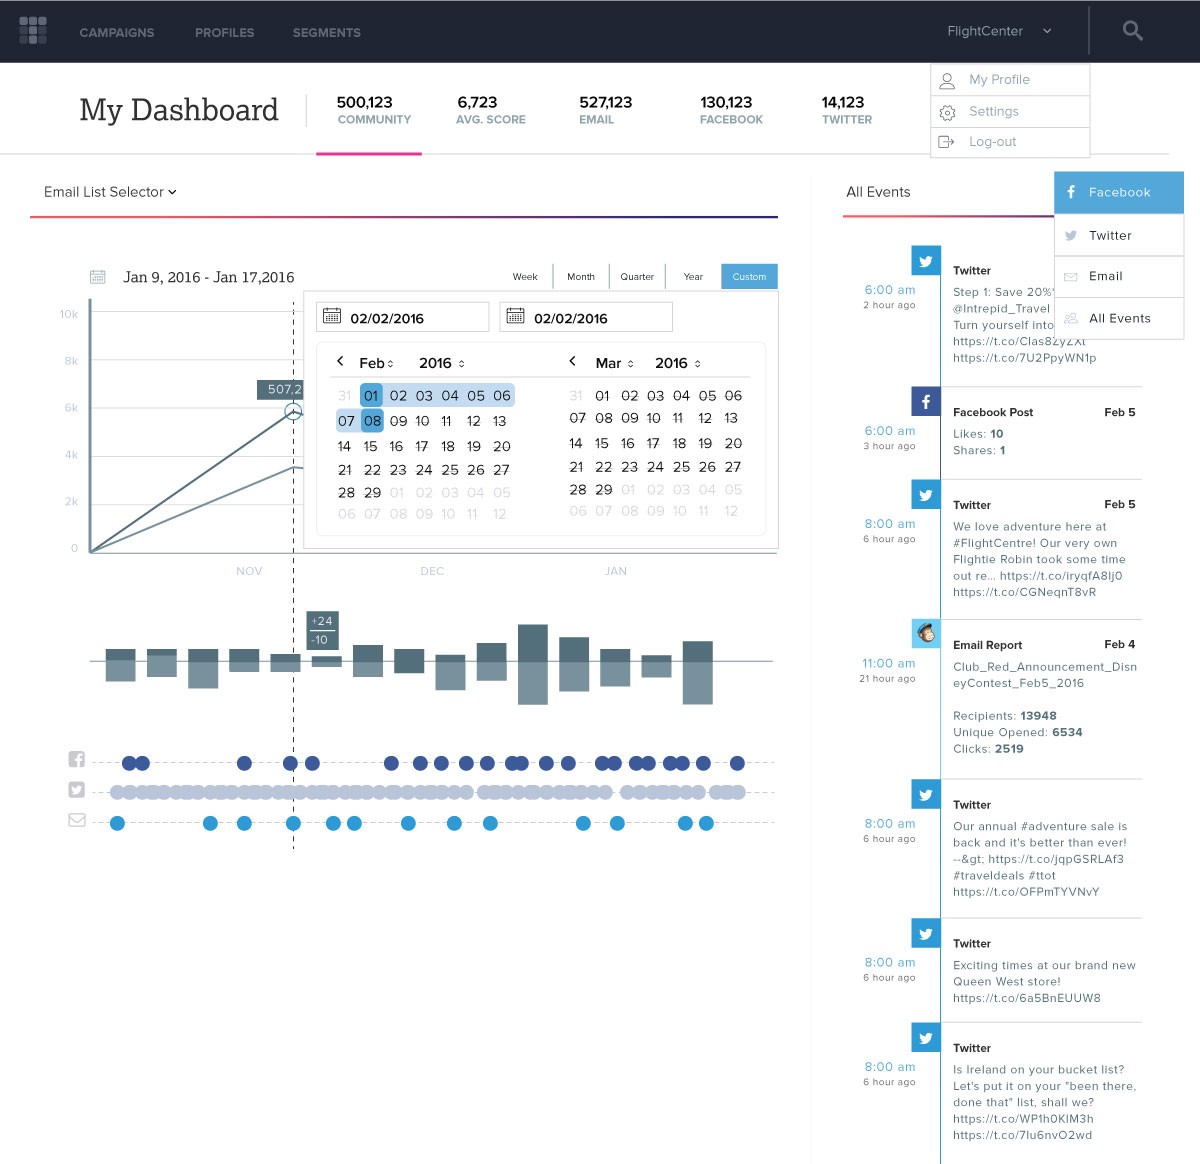 CAMPAIGNS PROFILES SEGMENTS FlightCenter
My Profile
Settings
Log-out
My Dashboard
500,123 6,723 527,123 130,123 14,123
COMMUNITY AVG. SCORE EMAIL FACEBOOK TWITTER
Email List Selector
Jan 9, 2016 - Jan 17,2016
Week Month Quarter Year Custom
02/02/2016 02/02/2016
Feb 2016
31 01 02 03 04 05 06
07 08 09 10 11 12 13
14 15 16 17 18 19 20
21 22 23 24 25 26 27
28 29 01 02 03 04 05
06 07 08 09 10 11 12
Mar 2016
31 01 02 03 04 05 06
07 08 09 10 11 12 13
14 15 16 17 18 19 20
21 22 23 24 25 26 27
28 29 01 02 03 04 05
06 07 08 09 10 11 12
10k
8k
6k
4k
2k
0
507,2
NOV DEC JAN
+24
-10
All Events
Facebook
Twitter
Email
All Events
6:00 am
2 hour ago
Twitter
Step 1: Save 20%
@Intrepid_Travel
Turn yourself into
https://t.co/Clas8ZyZXt
https://t.co/7U2PpyWN1p
6:00 am
3 hour ago
Facebook Post Feb 5
Likes: 10
Shares: 1
8:00 am
6 hour ago
Twitter Feb 5
We love adventure here at
#FlightCentre! Our very own
Flightie Robin took some time
out re... https://t.co/iryqfA8Ij0
https://t.co/CGNeqnT8vR
11:00 am
21 hour ago
Email Report Feb 4
Club_Red_Announcement_Disn
eyContest_Feb5_2016
Recipients: 13948
Unique Opened: 6534
Clicks: 2519
8:00 am
6 hour ago
Twitter
Our annual #adventure sale is
back and it's better than ever!
--&gt; https://t.co/jqpGSRLAf3
#traveldeals #ttot
https://t.co/OFPmTYVNvY
8:00 am
6 hour ago
Twitter
Exciting times at our brand new
Queen West store!
https://t.co/6a5BnEUUW8
8:00 am
6 hour ago
Twitter
Is Ireland on your bucket list?
Let's put it on your "been there,
done that" list, shall we?
https://t.co/WP1h0KIM3h
https://t.co/7Iu6nvO2wd